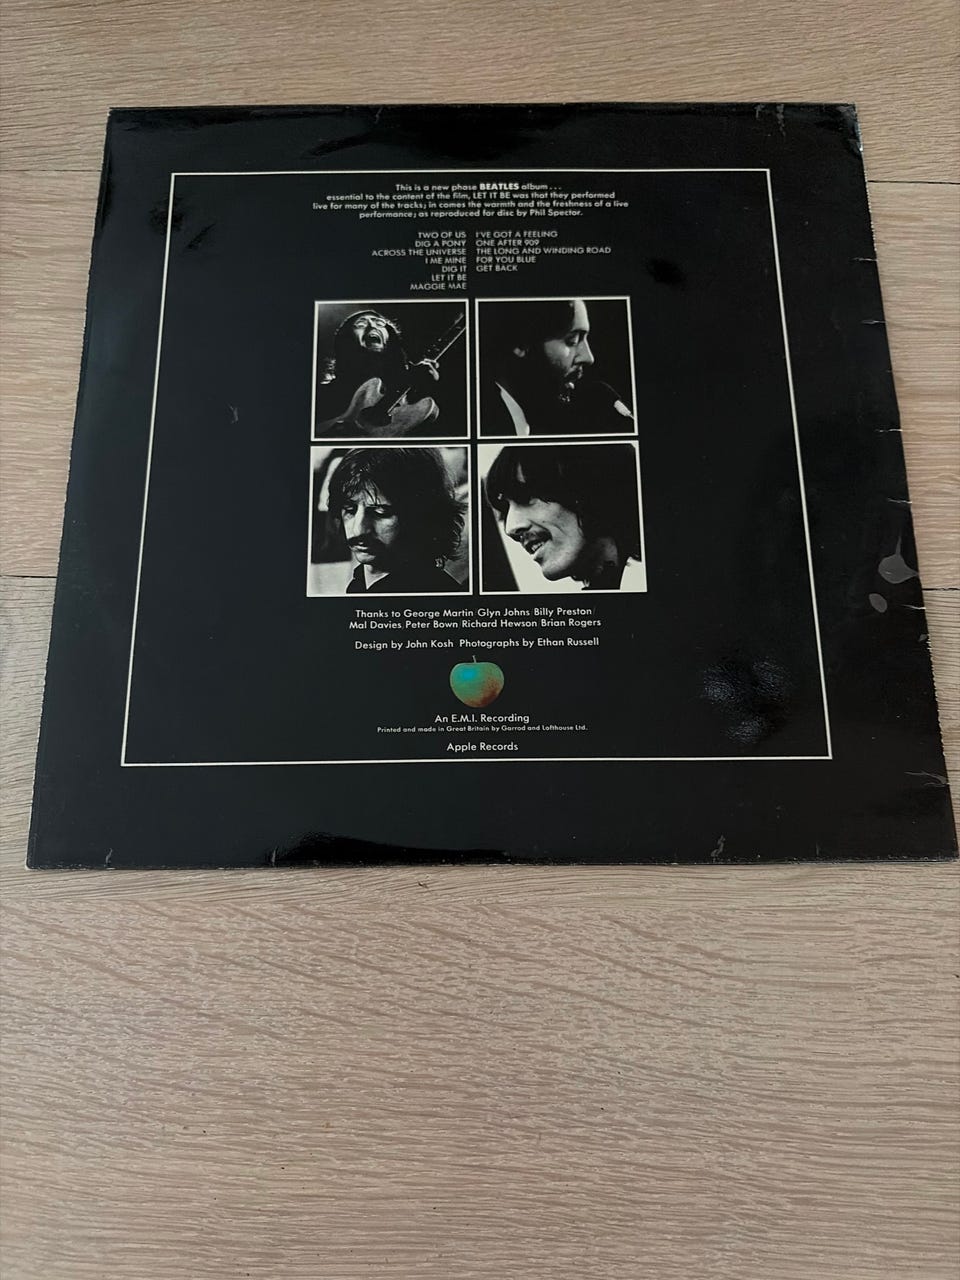 This is a new phase BEATLES album . . .
essential to the content of the film, LET IT BE was that they performed
live for many of the tracks; in comes the warmth and the freshness of a live
performance; as reproduced for disc by Phil Spector.
TWO OF US
DIG A PONY
ACROSS THE UNIVERSE
I ME MINE
DIG IT
LET IT BE
MAGGIE MAE
I'VE GOT A FEELING
ONE AFTER 909
THE LONG AND WINDING ROAD
FOR YOU BLUE
GET BACK
Thanks to George Martin/Glyn Johns/Billy Preston/
Mal Davies/Peter Bown/Richard Hewson/Brian Rogers
Design by John Kosh Photographs by Ethan Russell
An E.M.I. Recording
Printed and made in Great Britain by Garrod and Lofthouse Ltd.
Apple Records